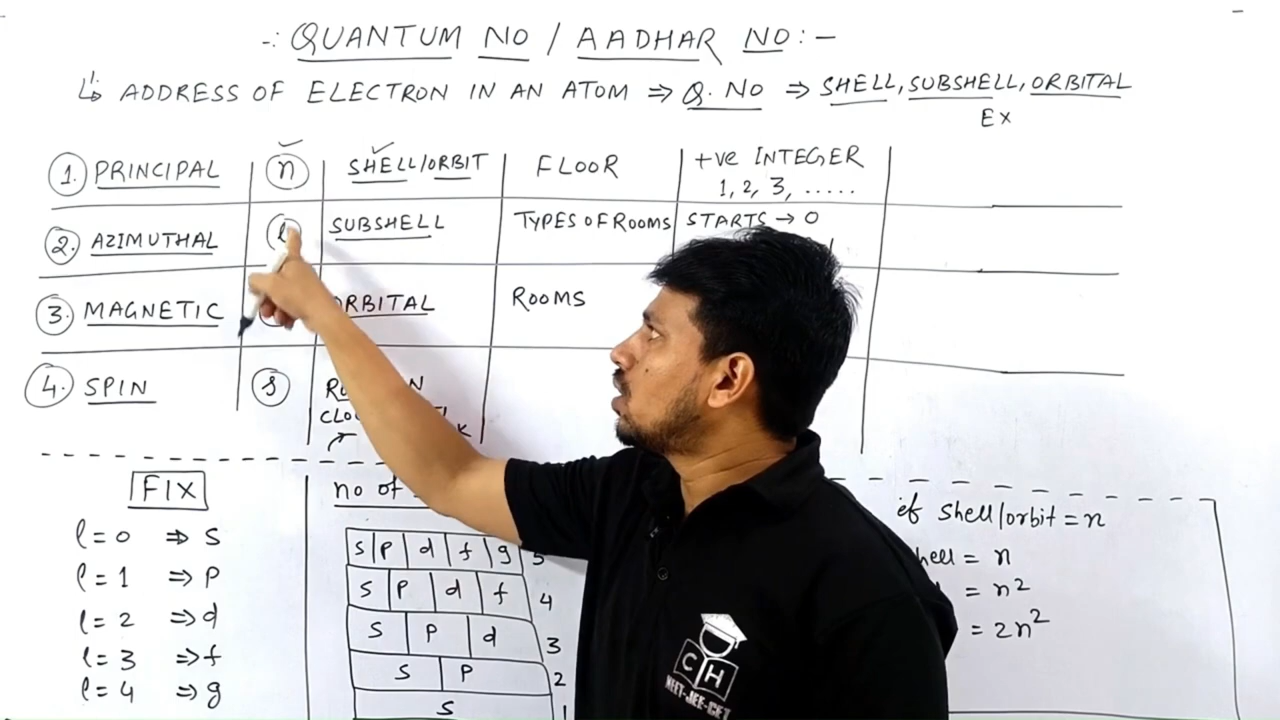 -: QUANTUM NO / AADHAR NO :-
↳ ADDRESS OF ELECTRON IN AN ATOM ⇒ Q. NO ⇒ SHELL, SUBSHELL, ORBITAL
EX
1. PRINCIPAL n SHELL/ORBIT FLOOR +ve INTEGER
1, 2, 3, .....
2. AZIMUTHAL l SUBSHELL TYPES OF ROOMS STARTS → 0
3. MAGNETIC ORBITAL ROOMS
4. SPIN s
FIX
l = 0 ⇒ s
l = 1 ⇒ p
l = 2 ⇒ d
l = 3 ⇒ f
l = 4 ⇒ g
no of
s p d f g 5
s p d f 4
s p d 3
s p 2
s 1
if shell/orbit = n
= n
= n²
= 2n²
C H
NEET-JEE-CET